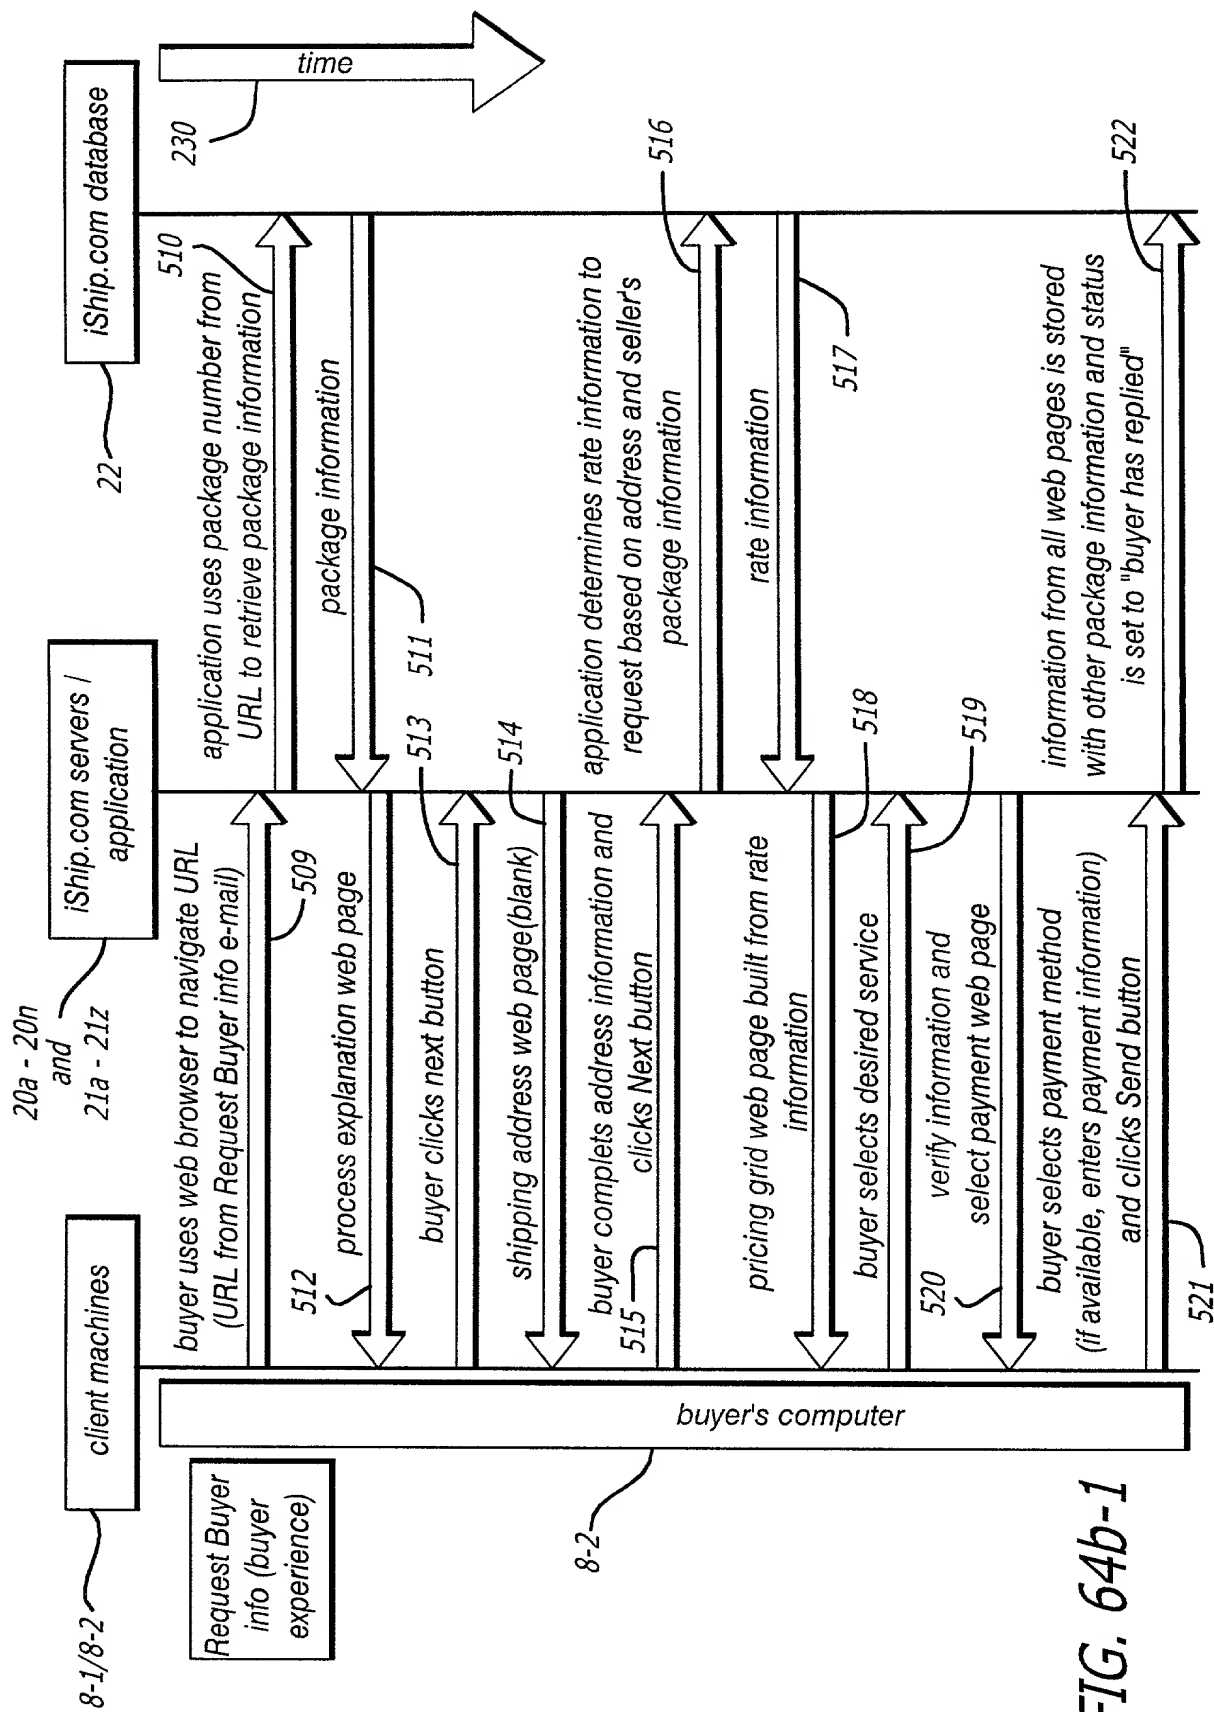 8-1/8-2
client machines
20a - 20n
and
21a - 21z
iShip.com servers /
application
22
iShip.com database
Request Buyer
info (buyer
experience)
8-2
buyer's computer
230
time
buyer uses web browser to navigate URL
(URL from Request Buyer info e-mail)
509
application uses package number from
URL to retrieve package information
510
package information
511
process explanation web page
512
buyer clicks next button
513
shipping address web page(blank)
514
buyer complets address information and
clicks Next button
515
application determines rate information to
request based on address and seller's
package information
516
rate information
517
pricing grid web page built from rate
information
518
buyer selects desired service
519
verify information and
select payment web page
520
buyer selects payment method
(if available, enters payment information)
and clicks Send button
521
information from all web pages is stored
with other package information and status
is set to "buyer has replied"
522
FIG. 64b-1